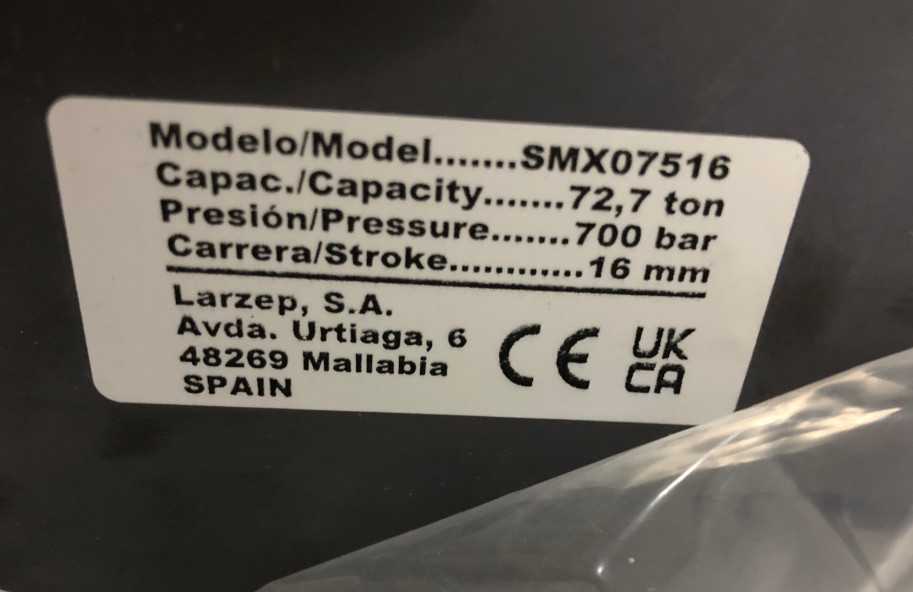 Modelo/Model.......SMX07516
Capac./Capacity.......72,7 ton
Presión/Pressure.......700 bar
Carrera/Stroke............16 mm
Larzep, S.A.
Avda. Urtiaga, 6
48269 Mallabia
SPAIN
CE
UK
CA